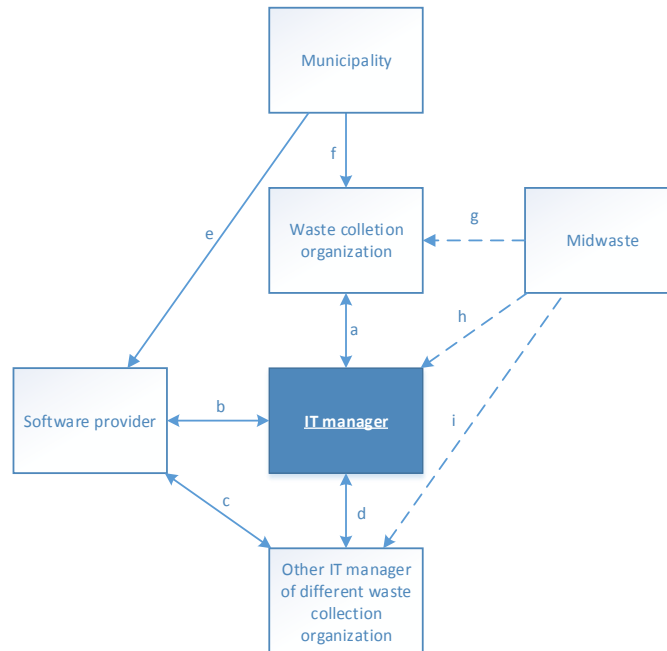 Municipality
f
e
Waste colletion
organization
g
Midwaste
a
h
Software provider
b
IT manager
i
c
d
Other IT manager
of different waste
collection
organization